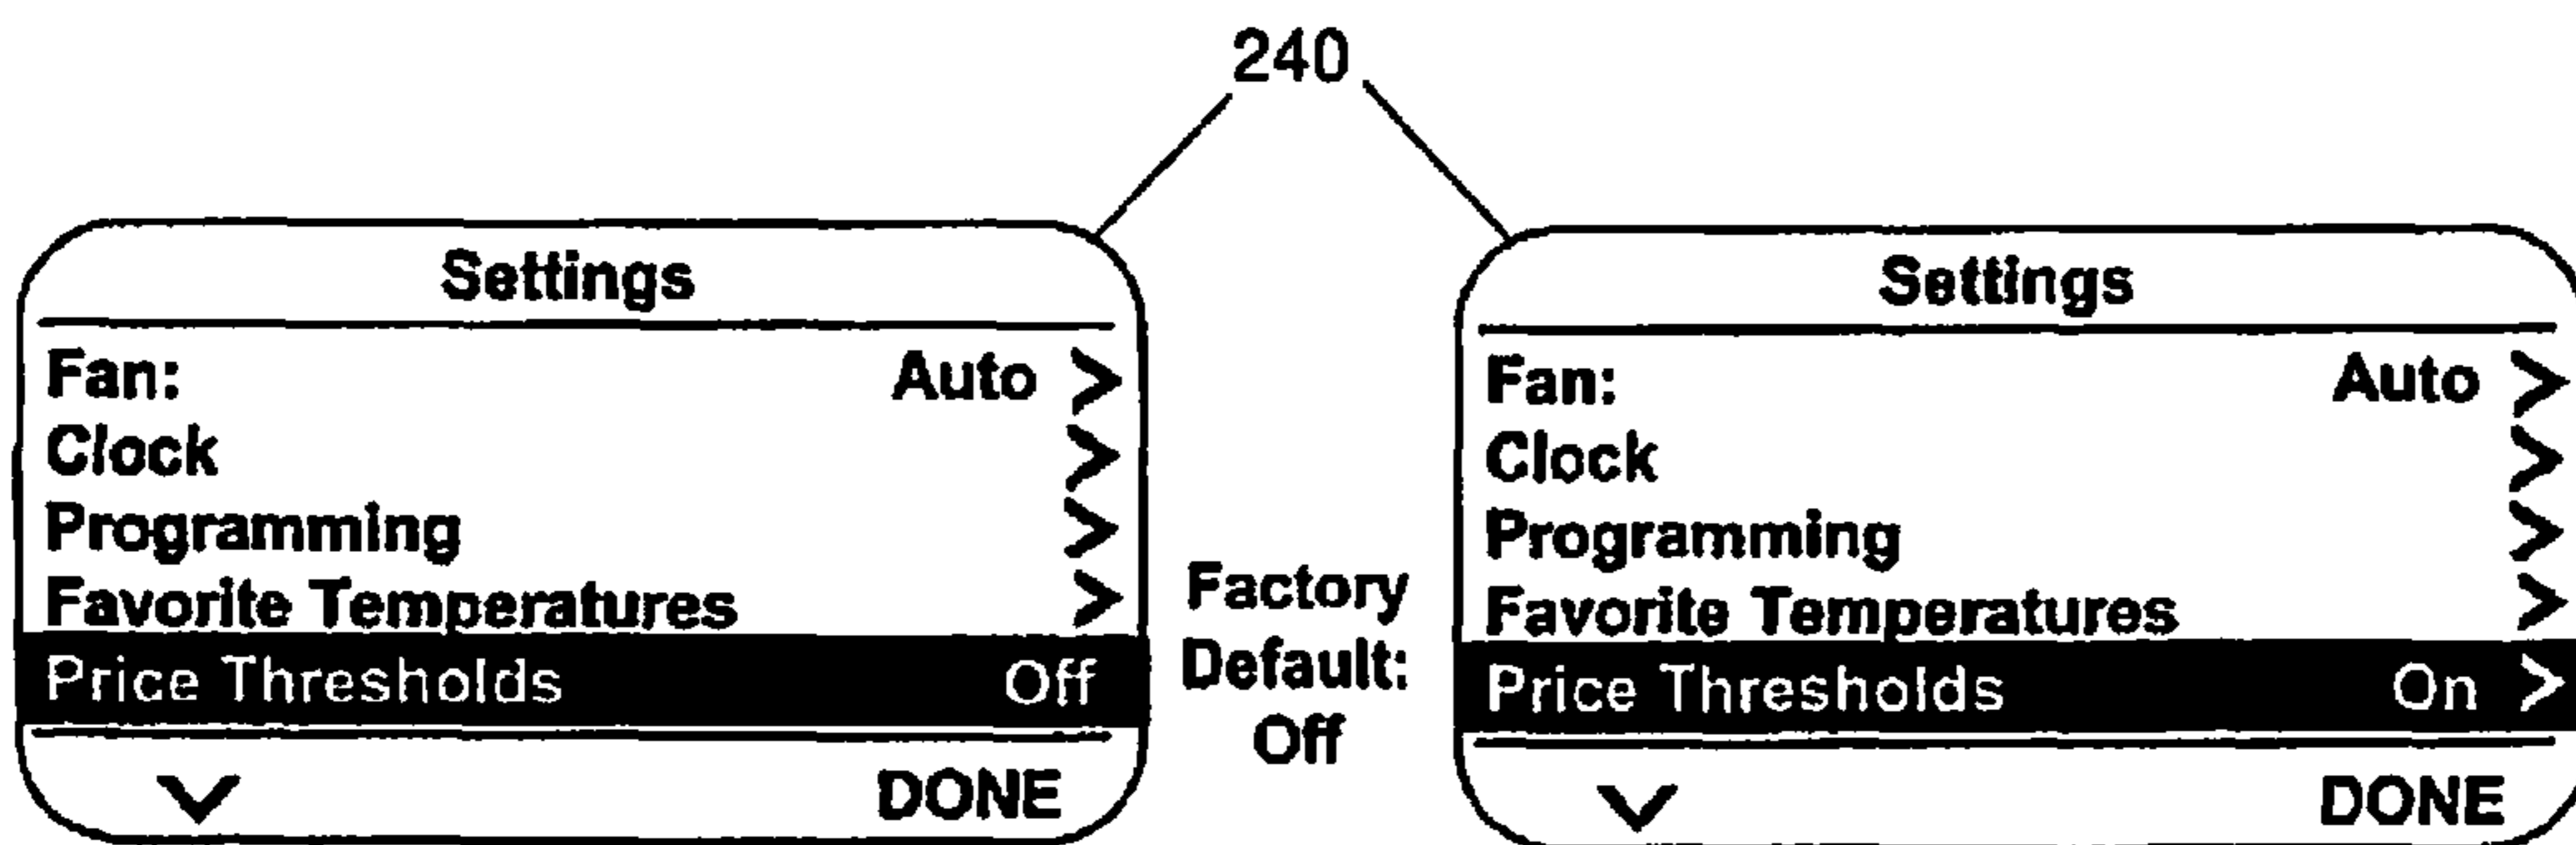 240
Settings
Fan: Auto >
Clock >
Programming >
Favorite Temperatures >
Price Thresholds Off
DONE
Factory
Default:
Off
Settings
Fan: Auto >
Clock >
Programming >
Favorite Temperatures >
Price Thresholds On >
DONE